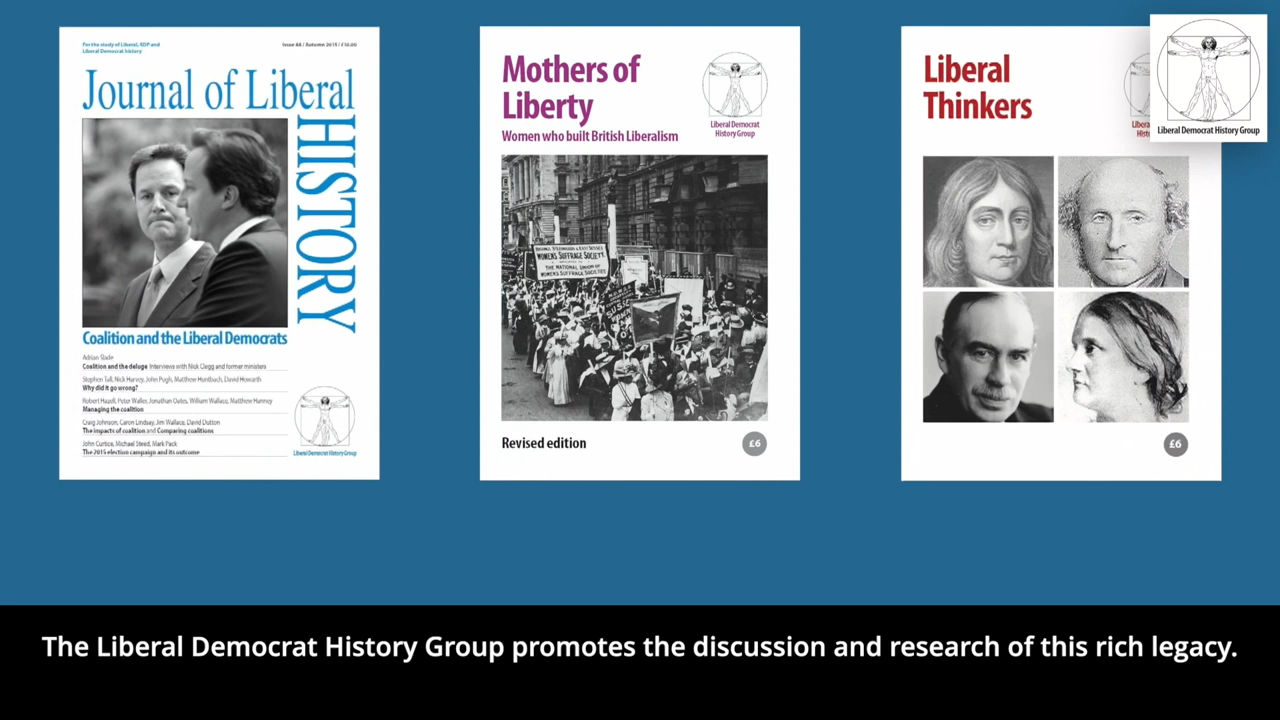 For the study of Liberal, SDP and
Liberal Democrat history
Issue 88 / Autumn 2015 / £10.00
Journal of Liberal
HISTORY
Coalition and the Liberal Democrats
Adrian Slade
Coalition and the deluge Interviews with Nick Clegg and former ministers
Stephen Tall, Nick Harvey, John Pugh, Matthew Huntbach, David Howarth
Why did it go wrong?
Robert Hazell, Peter Waller, Jonathan Oates, William Wallace, Matthew Hanney
Managing the coalition
Craig Johnson, Caron Lindsay, Jim Wallace, David Dutton
The impacts of coalition and Comparing coalitions
John Curtice, Michael Steed, Mark Pack
The 2015 election campaign and its outcome
Liberal Democrat History Group
Mothers of
Liberty
Women who built British Liberalism
Liberal Democrat
History Group
WOMENS SUFFRAGE SOCIETY
THE NATIONAL UNION OF
WOMENS SUFFRAGE SOCIETIES
Revised edition
£6
Liberal
Thinkers
£6
Liberal Democrat History Group
The Liberal Democrat History Group promotes the discussion and research of this rich legacy.